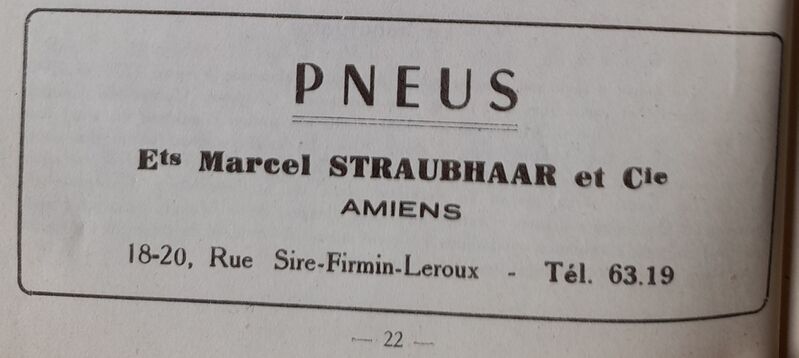 PNEUS
Ets Marcel STRAUBHAAR et Cie
AMIENS
18-20, Rue Sire-Firmin-Leroux - Tél. 63.19
— 22 —